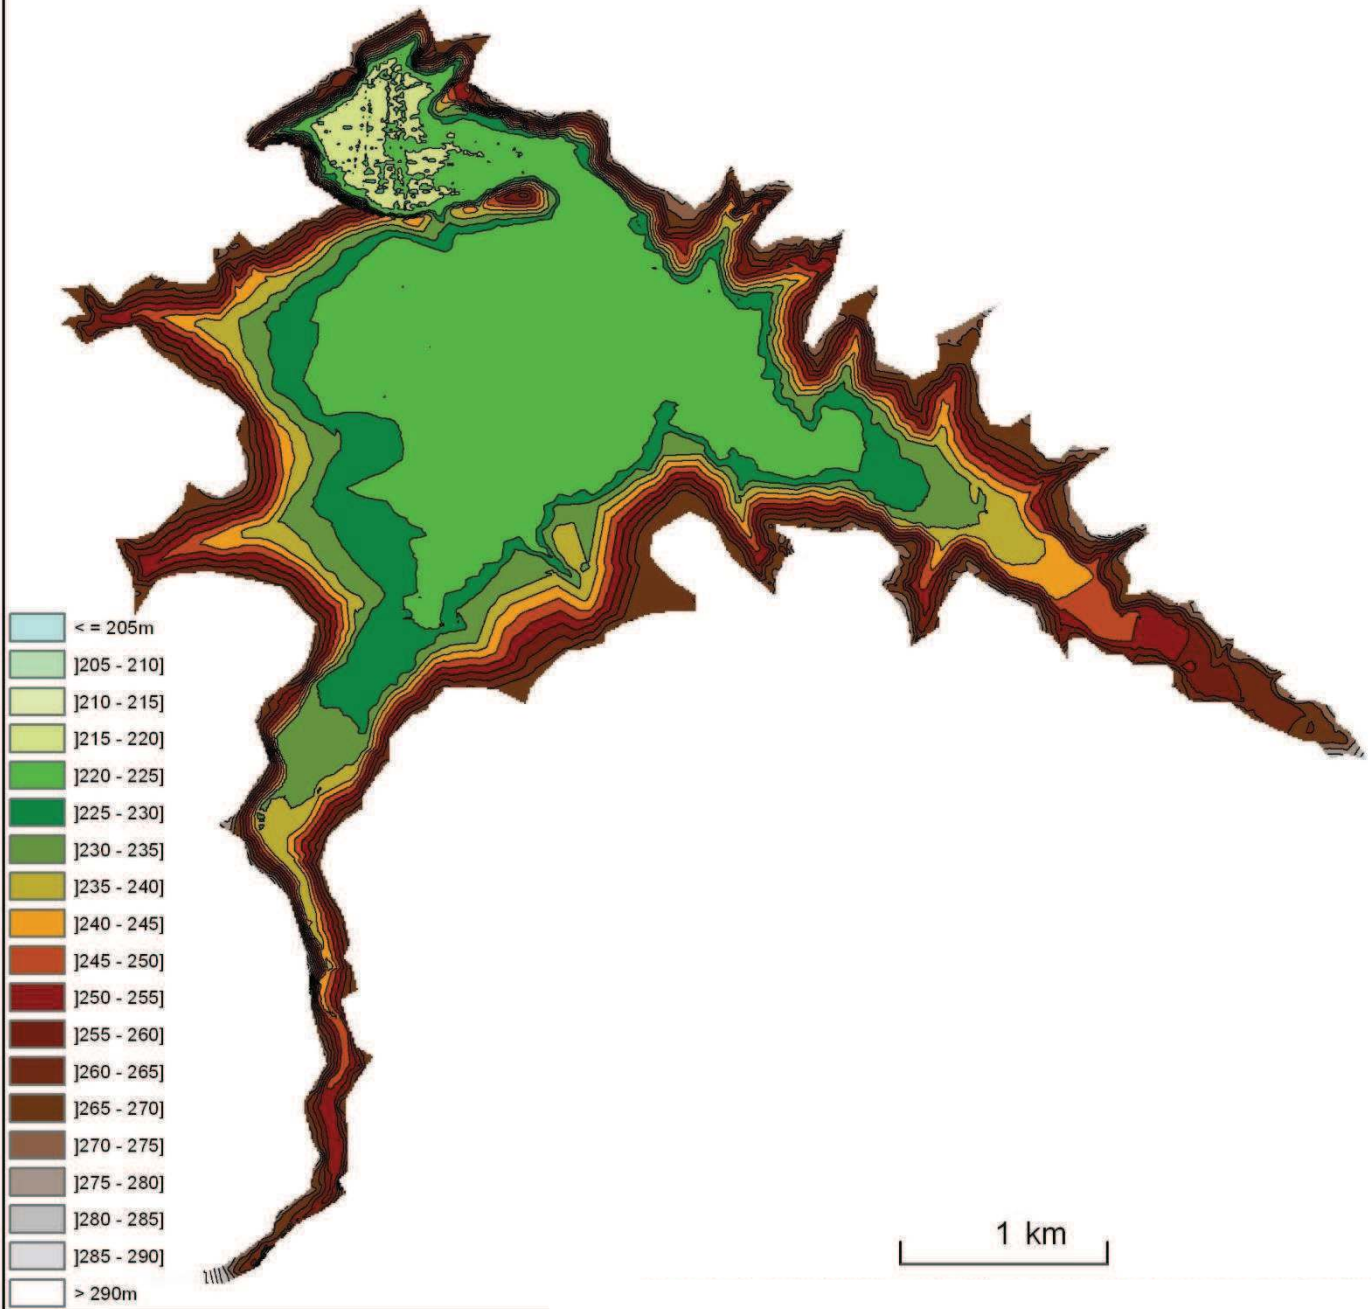 < = 205m
]205 - 210]
]210 - 215]
]215 - 220]
]220 - 225]
]225 - 230]
]230 - 235]
]235 - 240]
]240 - 245]
]245 - 250]
]250 - 255]
]255 - 260]
]260 - 265]
]265 - 270]
]270 - 275]
]275 - 280]
]280 - 285]
]285 - 290]
> 290m
1 km